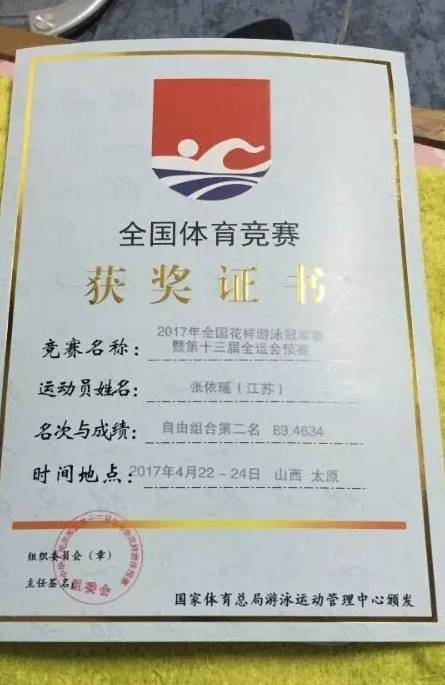 全国体育竞赛
获奖证书
2017年全国花样游泳冠军赛
竞赛名称：暨第十三届全运会预赛
运动员姓名：张依瑶（江苏）
名次与成绩：自由组合第二名 89.4634
时间地点：2017年4月22-24日 山西 太原
组织委员会（章）
主任签名
组委会
国家体育总局游泳运动管理中心颁发